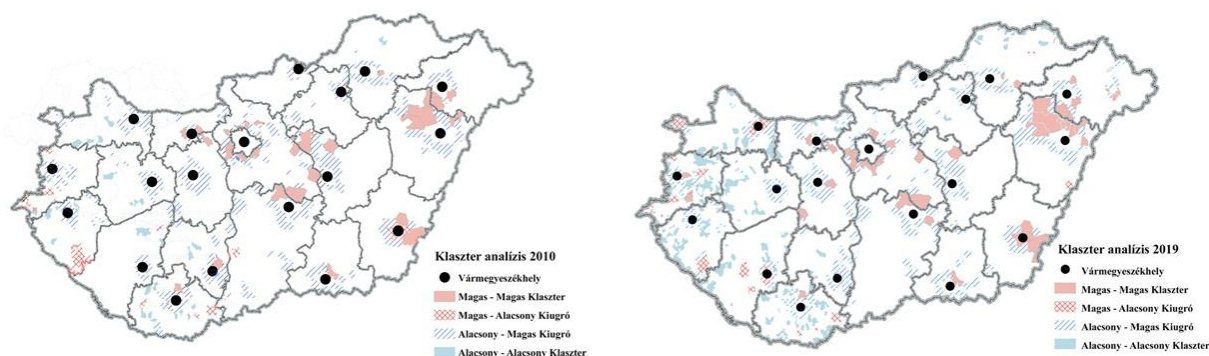 Klaszter analízis 2010
Vármegyeszékhely
Magas - Magas Klaszter
Magas - Alacsony Kiugró
Alacsony - Magas Kiugró
Alacsony - Alacsony Klaszter
Klaszter analízis 2019
Vármegyeszékhely
Magas - Magas Klaszter
Magas - Alacsony Kiugró
Alacsony - Magas Kiugró
Alacsony - Alacsony Klaszter